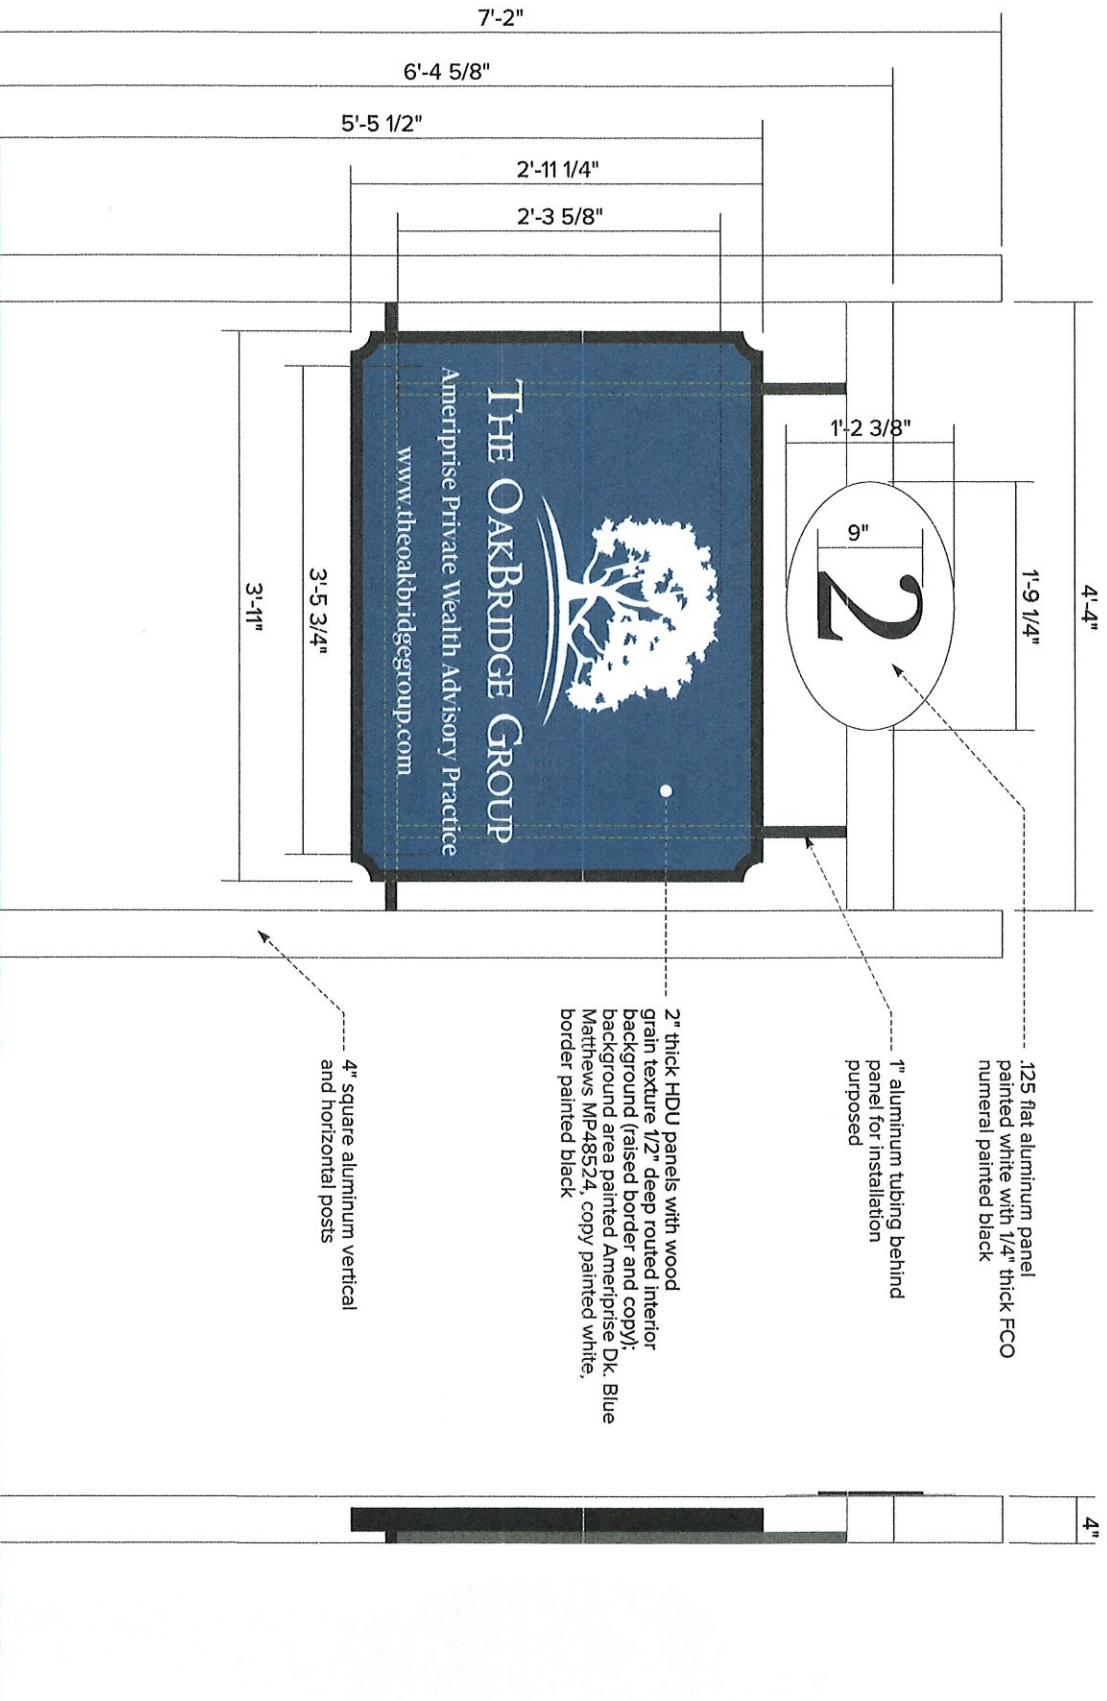 7'-2"
6'-4 5/8"
5'-5 1/2"
2'-11 1/4"
2'-3 5/8"
4'-4"
1'-9 1/4"
1'-2 3/8"
9"
2
THE OAKBRIDGE GROUP
Ameriprise Private Wealth Advisory Practice
www.theoakbridgegroup.com
3'-5 3/4"
3'-11"
.125 flat aluminum panel
painted white with 1/4" thick FCO
numeral painted black
1" aluminum tubing behind
panel for installation
purposed
2" thick HDU panels with wood
grain texture 1/2" deep routed interior
background (raised border and copy);
background area painted Ameriprise Dk. Blue
Matthews MP48524, copy painted white,
border painted black
4" square aluminum vertical
and horizontal posts
4"